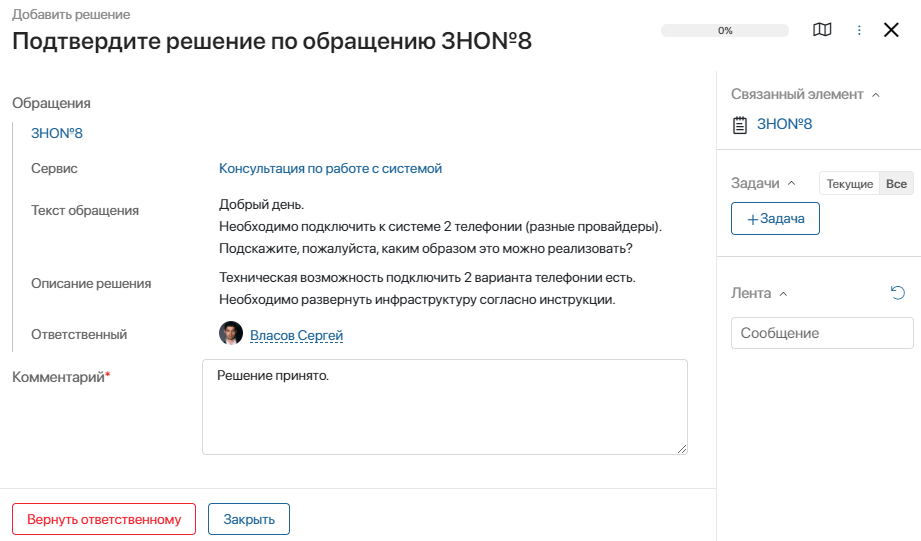 Добавить решение
Подтвердите решение по обращению ЗНО№8
0%
Обращения
ЗНО№8
Сервис
Консультация по работе с системой
Текст обращения
Добрый день.
Необходимо подключить к системе 2 телефонии (разные провайдеры).
Подскажите, пожалуйста, каким образом это можно реализовать?
Описание решения
Техническая возможность подключить 2 варианта телефонии есть.
Необходимо развернуть инфраструктуру согласно инструкции.
Ответственный
Власов Сергей
Комментарий*
Решение принято.
Вернуть ответственному
Закрыть
Связанный элемент
ЗНО№8
Задачи
Текущие
Все
+Задача
Лента
Сообщение